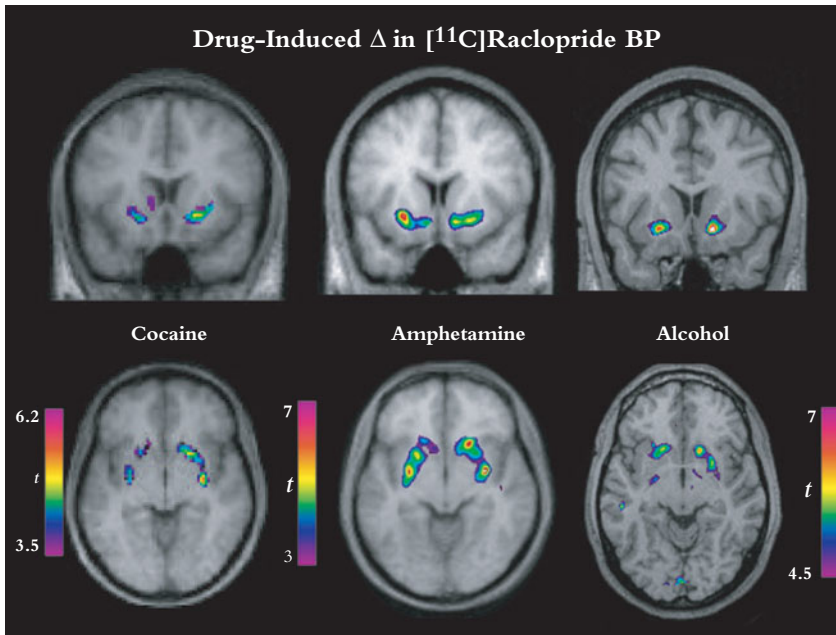 Drug-Induced Δ in [¹¹C]Raclopride BP
Cocaine
Amphetamine
Alcohol
6.2
t
3.5
7
t
3
7
t
4.5